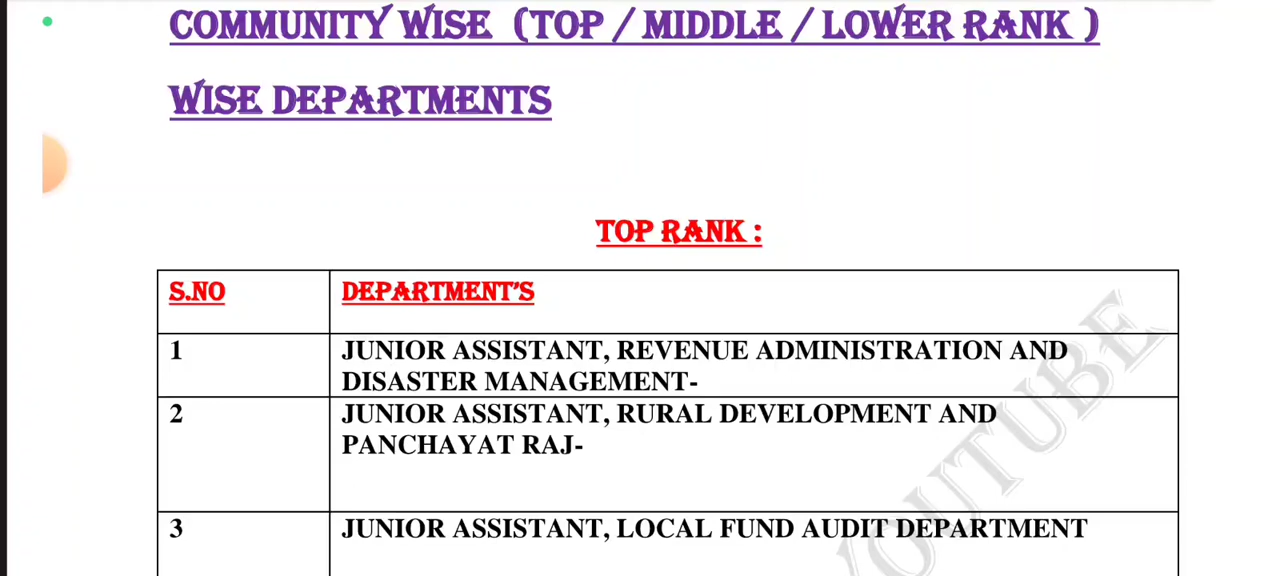 COMMUNITY WISE (TOP / MIDDLE / LOWER RANK )
WISE DEPARTMENTS
TOP RANK :
S.NO DEPARTMENT'S
1 JUNIOR ASSISTANT, REVENUE ADMINISTRATION AND
DISASTER MANAGEMENT-
2 JUNIOR ASSISTANT, RURAL DEVELOPMENT AND
PANCHAYAT RAJ-
3 JUNIOR ASSISTANT, LOCAL FUND AUDIT DEPARTMENT
YOUTUBE